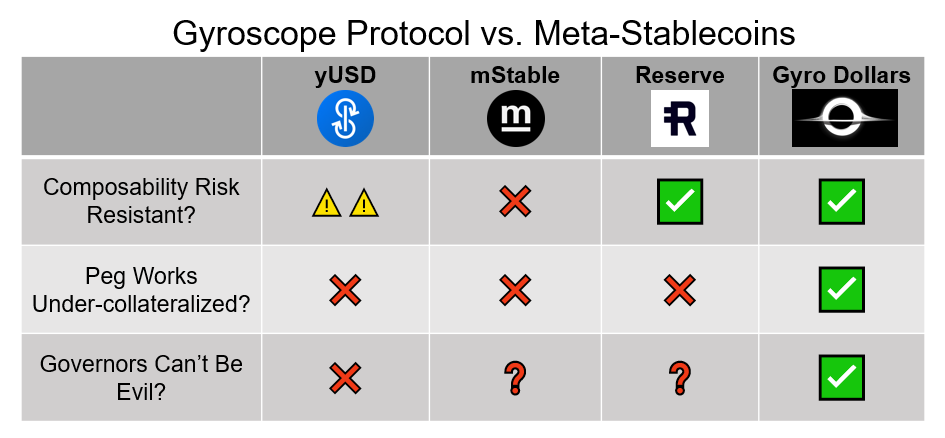 Gyroscope Protocol vs. Meta-Stablecoins
yUSD
mStable
Reserve
Gyro Dollars
m
R
Composability Risk
Resistant?
! !
Peg Works
Under-collateralized?
Governors Can't Be
Evil?
? ?